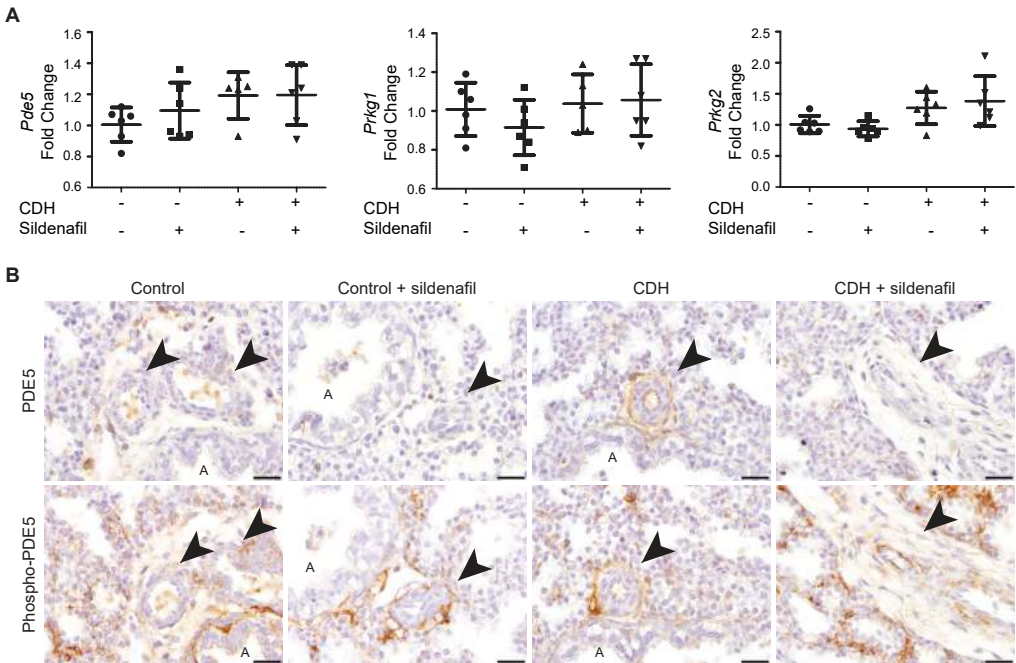 A
Pde5
Fold Change
1.6
1.4
1.2
1.0
0.8
0.6
CDH - - + +
Sildenafil - + - +
Prkg1
Fold Change
1.4
1.2
1.0
0.8
0.6
CDH - - + +
Sildenafil - + - +
Prkg2
Fold Change
2.5
2.0
1.5
1.0
0.5
0.0
CDH - - + +
Sildenafil - + - +
B
Control Control + sildenafil CDH CDH + sildenafil
PDE5
A
A
A
Phospho-PDE5
A
A
A